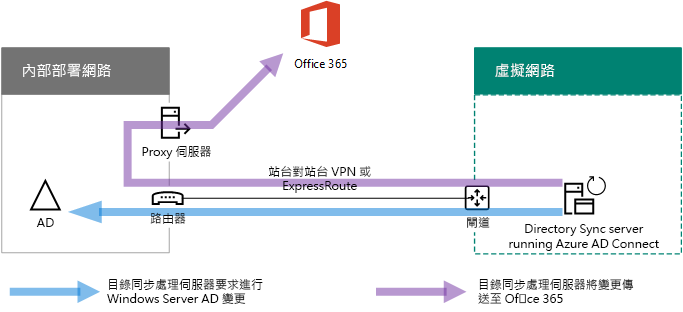 Office 365
內部部署網路
虛擬網路
Proxy 伺服器
站台對站台 VPN 或
ExpressRoute
AD
路由器
閘道
Directory Sync server
running Azure AD Connect
目錄同步處理伺服器要求進行
Windows Server AD 變更
目錄同步處理伺服器將變更傳
送至 Of□ce 365